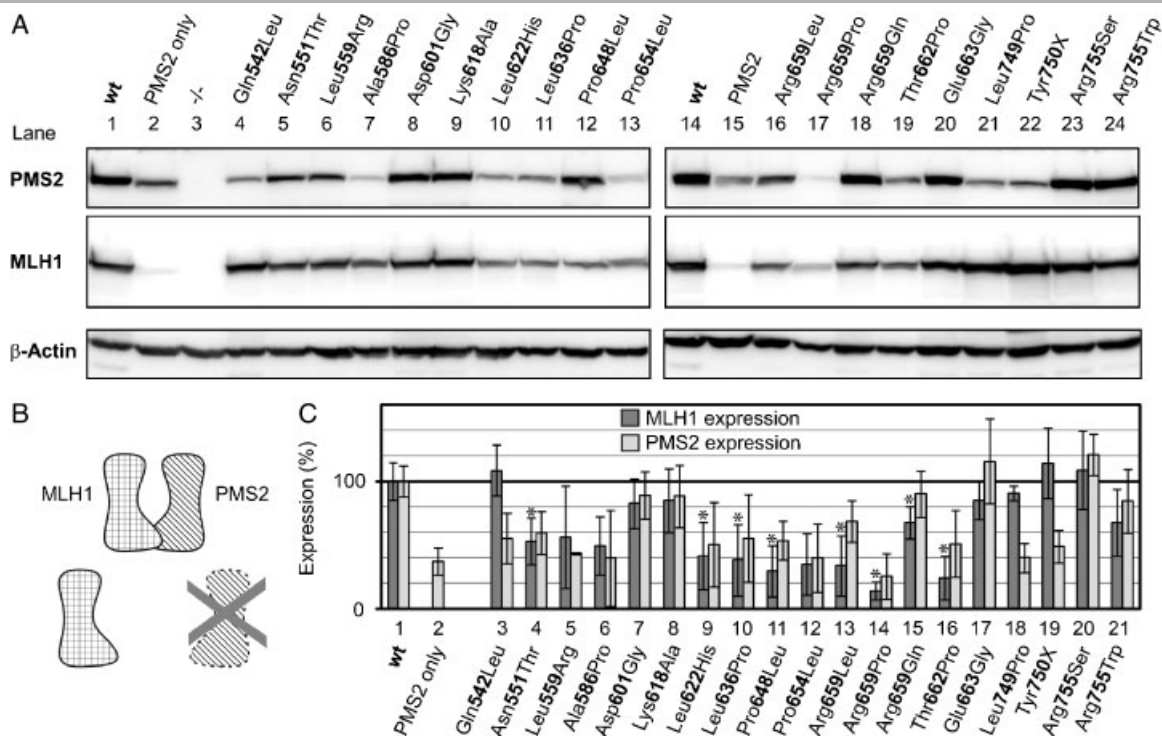 A
wt PMS2 only -/- Gln542Leu Asn551Thr Leu559Arg Ala586Pro Asp601Gly Lys618Ala Leu622His Leu636Pro Pro648Leu Pro654Leu wt PMS2 Arg659Leu Arg659Pro Arg659Gln Thr662Pro Glu663Gly Leu749Pro Tyr750X Arg755Ser Arg755Trp
Lane 1 2 3 4 5 6 7 8 9 10 11 12 13 14 15 16 17 18 19 20 21 22 23 24
PMS2
MLH1
β-Actin
B
MLH1 PMS2
C
MLH1 expression
PMS2 expression
Expression (%)
100
* * * * * * * *
0
1 2 3 4 5 6 7 8 9 10 11 12 13 14 15 16 17 18 19 20 21
wt PMS2 only Gln542Leu Asn551Thr Leu559Arg Ala586Pro Asp601Gly Lys618Ala Leu622His Leu636Pro Pro648Leu Pro654Leu Arg659Leu Arg659Pro Arg659Gln Thr662Pro Glu663Gly Leu749Pro Tyr750X Arg755Ser Arg755Trp